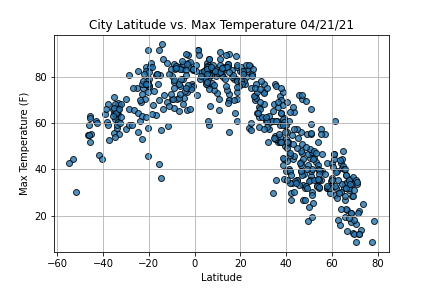 City Latitude vs. Max Temperature 04/21/21
Max Temperature (F)
80
60
40
20
−60 −40 −20 0 20 40 60 80
Latitude